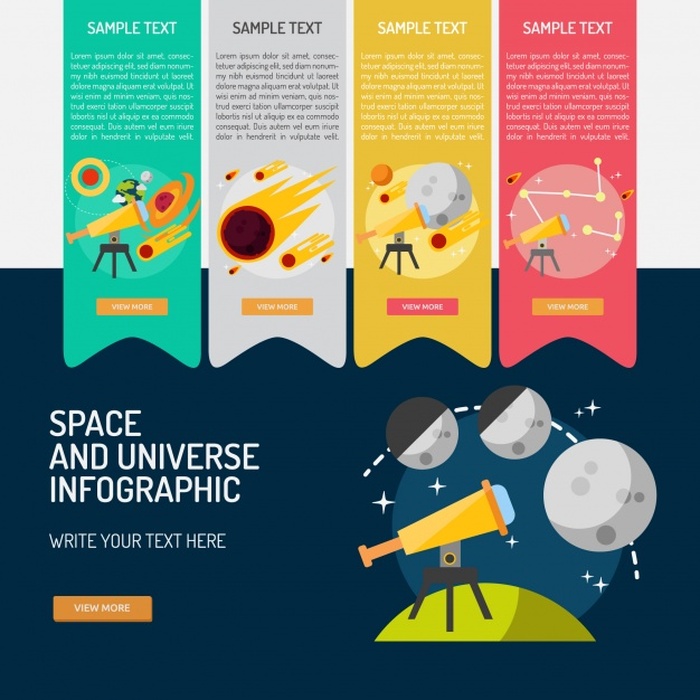 SAMPLE TEXT
Lorem ipsum dolor sit amet, consec-
tetuer adipiscing elit, sed diam nonum-
my nibh euismod tincidunt ut laoreet
dolore magna aliquam erat volutpat. Ut
wisi enim ad minim veniam, quis nos-
trud exerci tation ullamcorper suscipit
lobortis nisl ut aliquip ex ea commodo
consequat. Duis autem vel eum iriure
dolor in hendrerit in vulputate velit.
VIEW MORE
SAMPLE TEXT
Lorem ipsum dolor sit amet, consec-
tetuer adipiscing elit, sed diam nonum-
my nibh euismod tincidunt ut laoreet
dolore magna aliquam erat volutpat. Ut
wisi enim ad minim veniam, quis nos-
trud exerci tation ullamcorper suscipit
lobortis nisl ut aliquip ex ea commodo
consequat. Duis autem vel eum iriure
dolor in hendrerit in vulputate velit.
VIEW MORE
SAMPLE TEXT
Lorem ipsum dolor sit amet, consec-
tetuer adipiscing elit, sed diam nonum-
my nibh euismod tincidunt ut laoreet
dolore magna aliquam erat volutpat. Ut
wisi enim ad minim veniam, quis nos-
trud exerci tation ullamcorper suscipit
lobortis nisl ut aliquip ex ea commodo
consequat. Duis autem vel eum iriure
dolor in hendrerit in vulputate velit.
VIEW MORE
SAMPLE TEXT
Lorem ipsum dolor sit amet, consec-
tetuer adipiscing elit, sed diam nonum-
my nibh euismod tincidunt ut laoreet
dolore magna aliquam erat volutpat. Ut
wisi enim ad minim veniam, quis nos-
trud exerci tation ullamcorper suscipit
lobortis nisl ut aliquip ex ea commodo
consequat. Duis autem vel eum iriure
dolor in hendrerit in vulputate velit.
VIEW MORE
SPACE
AND UNIVERSE
INFOGRAPHIC
WRITE YOUR TEXT HERE
VIEW MORE